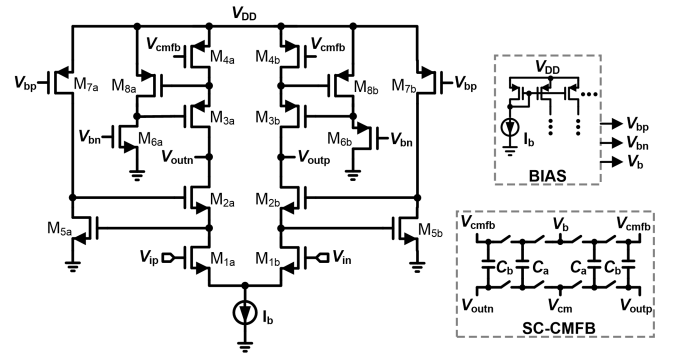 VDD
Vcmfb M4a M4b Vcmfb
Vbp M7a M8a M8b M7b Vbp
M3a M3b
Vbn M6a M6b Vbn
Voutn Voutp
M2a M2b
M5a M5b
Vip M1a M1b Vin
Ib
VDD
Ib
BIAS
Vbp
Vbn
Vb
Vcmfb Vb Vcmfb
Cb Ca Ca Cb
Voutn Vcm Voutp
SC-CMFB